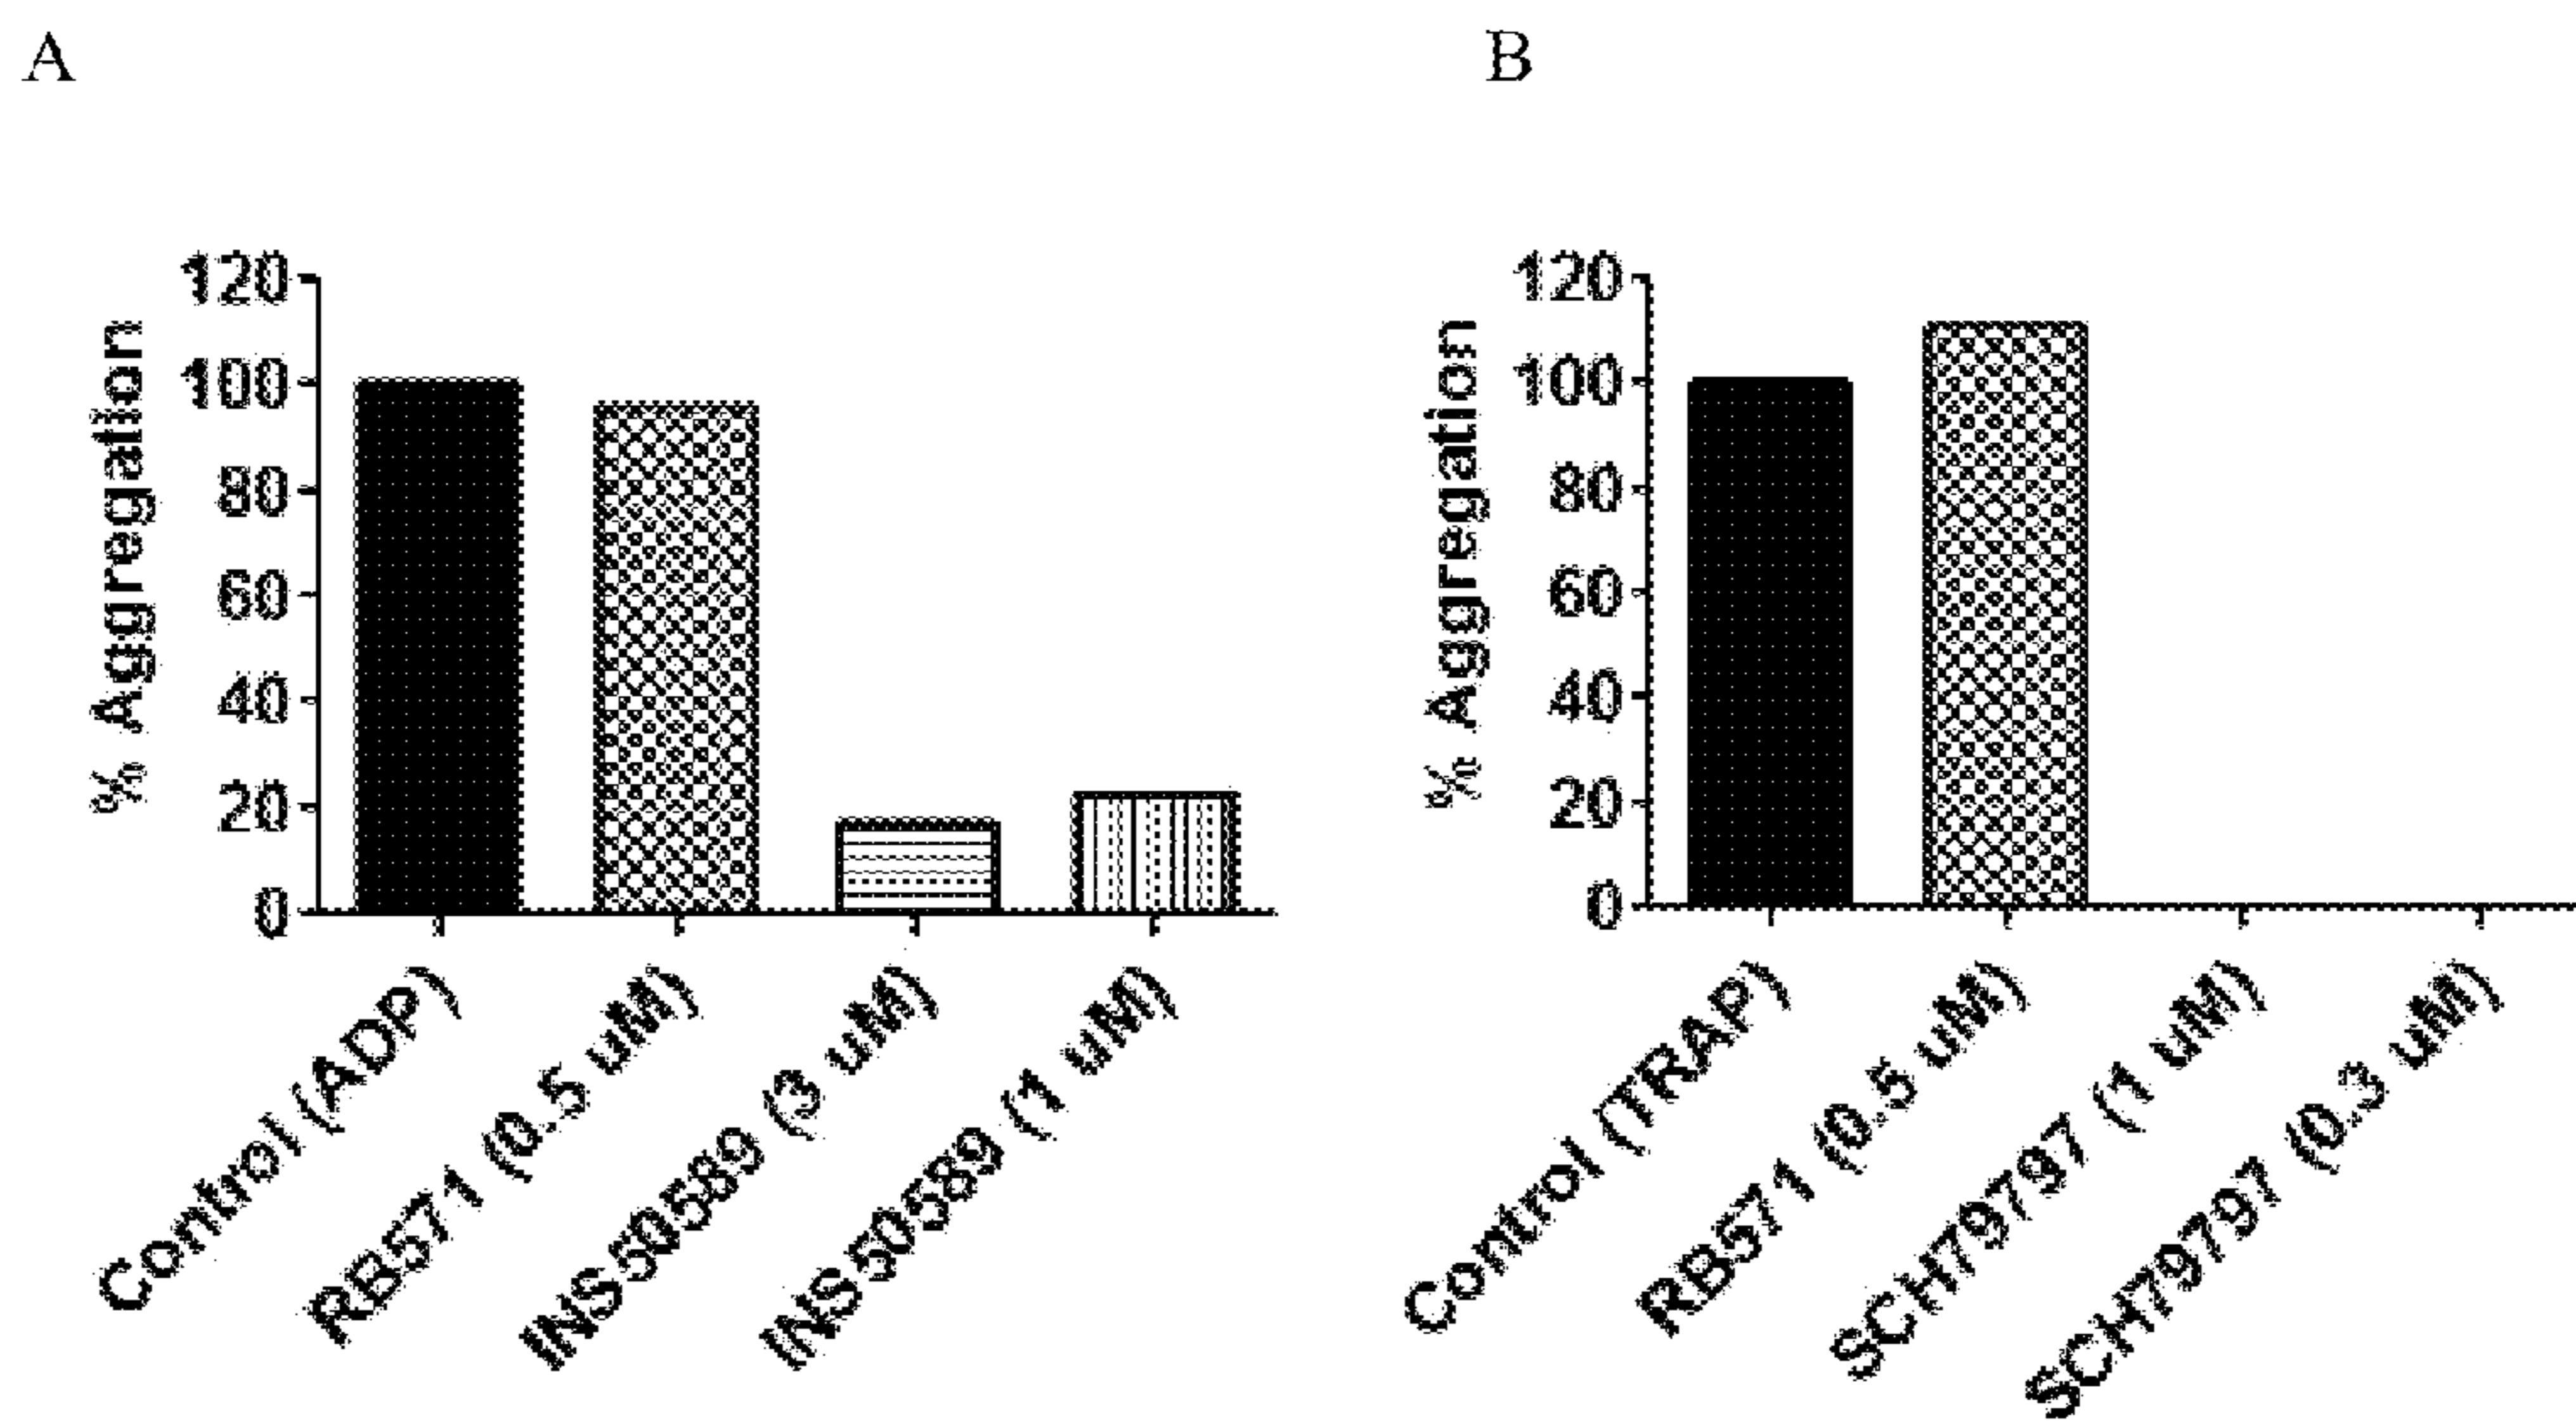 A
120
100
80
60
40
20
0
% Aggregation
Control (ADP)
RB571 (0.5 uM)
INS50589 (3 uM)
INS50589 (1 uM)
B
120
100
80
60
40
20
0
% Aggregation
Control (TRAP)
RB571 (0.5 uM)
SCH79797 (1 uM)
SCH79797 (0.3 uM)